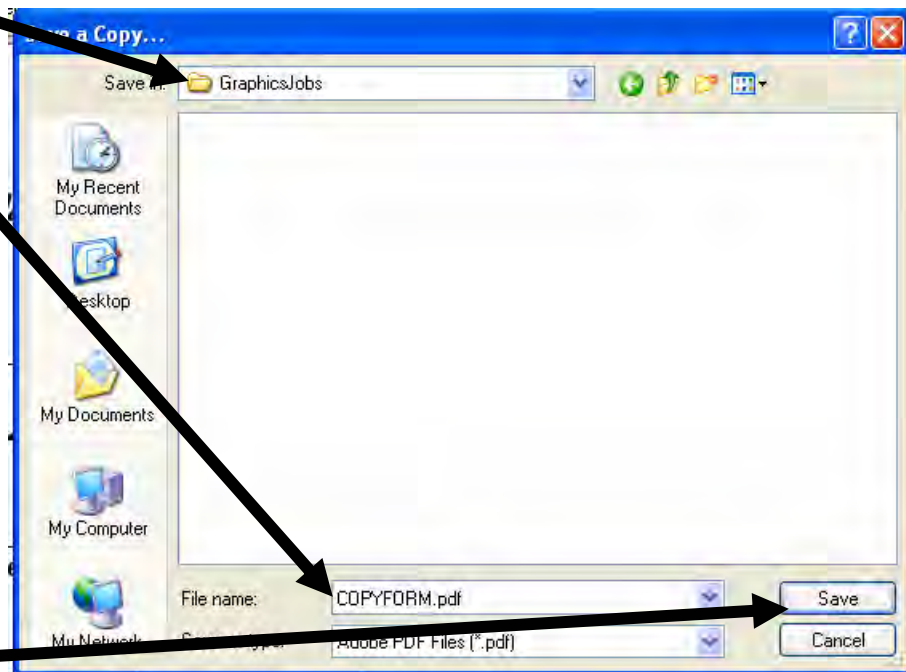 a Copy...
Save in: GraphicsJobs
My Recent
Documents
Desktop
My Documents
My Computer
My Network
File name: COPYFORM.pdf
Save
Adobe PDF Files (*.pdf)
Cancel